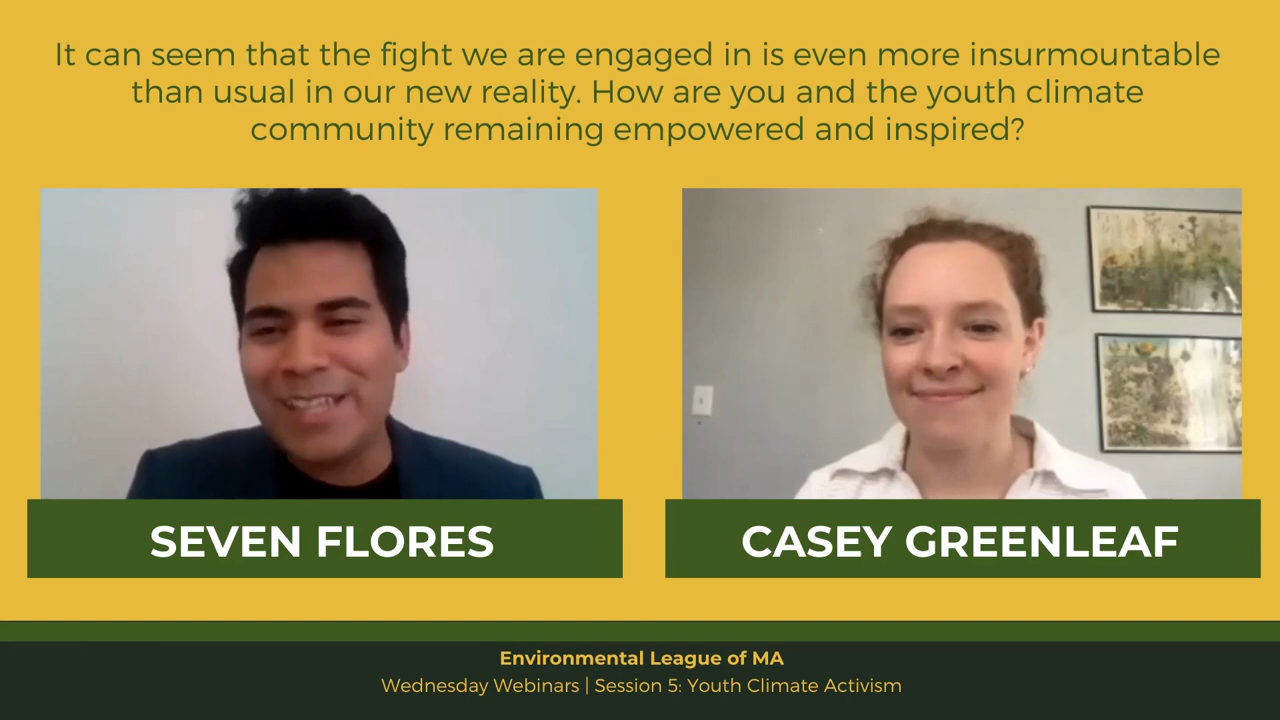 It can seem that the fight we are engaged in is even more insurmountable
than usual in our new reality. How are you and the youth climate
community remaining empowered and inspired?
SEVEN FLORES
CASEY GREENLEAF
Environmental League of MA
Wednesday Webinars | Session 5: Youth Climate Activism